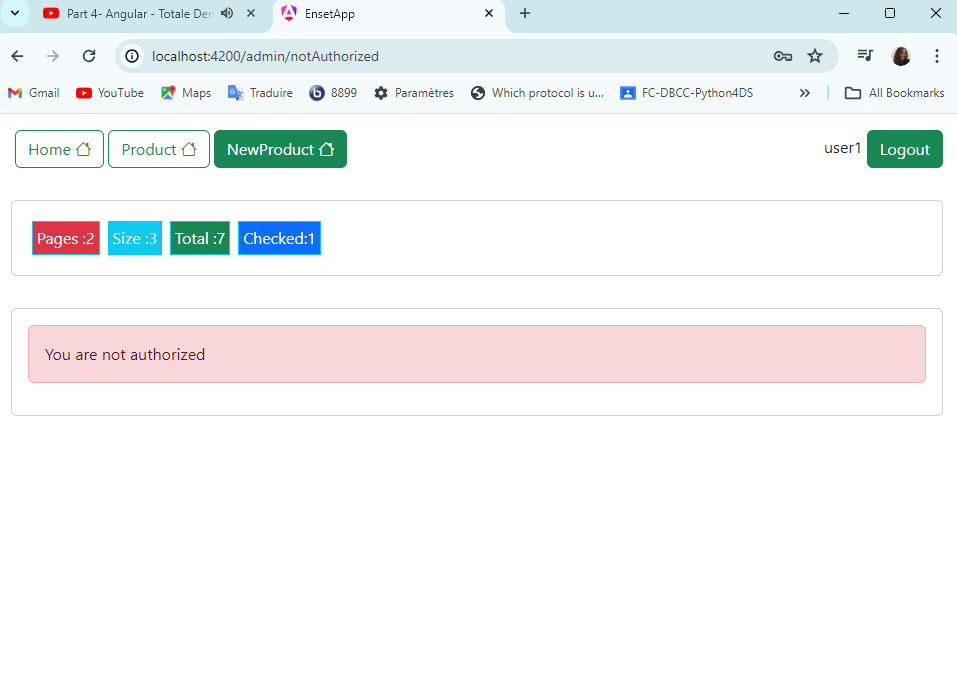 Part 4- Angular - Totale Den
EnsetApp
localhost:4200/admin/notAuthorized
Gmail YouTube Maps Traduire 8899 Paramètres Which protocol is u... FC-DBCC-Python4DS » All Bookmarks
Home Product NewProduct user1 Logout
Pages :2 Size :3 Total :7 Checked:1
You are not authorized